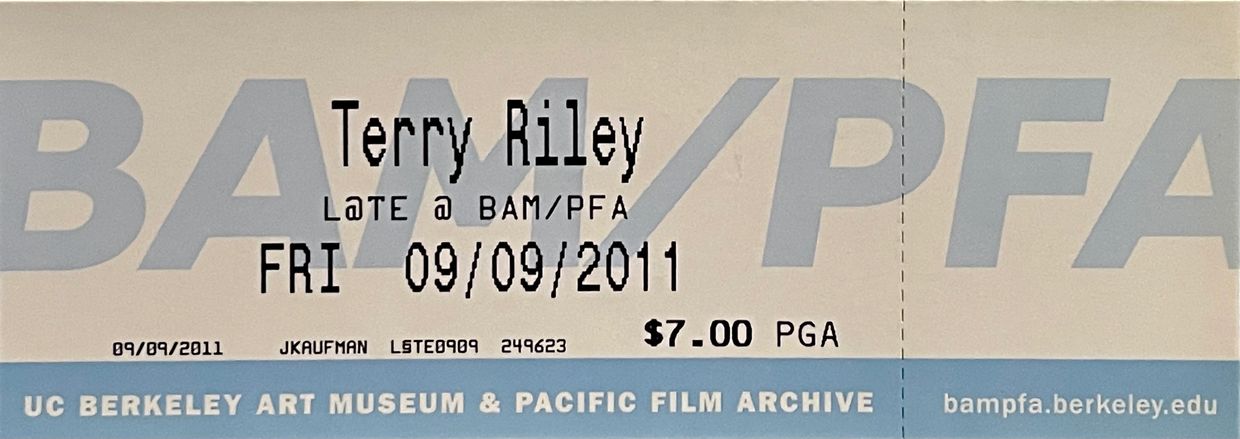 BAM/PFA
Terry Riley
L@TE @ BAM/PFA
FRI 09/09/2011
$7.00 PGA
09/09/2011 JKAUFMAN L$TE0909 249623
UC BERKELEY ART MUSEUM & PACIFIC FILM ARCHIVE
bampfa.berkeley.edu